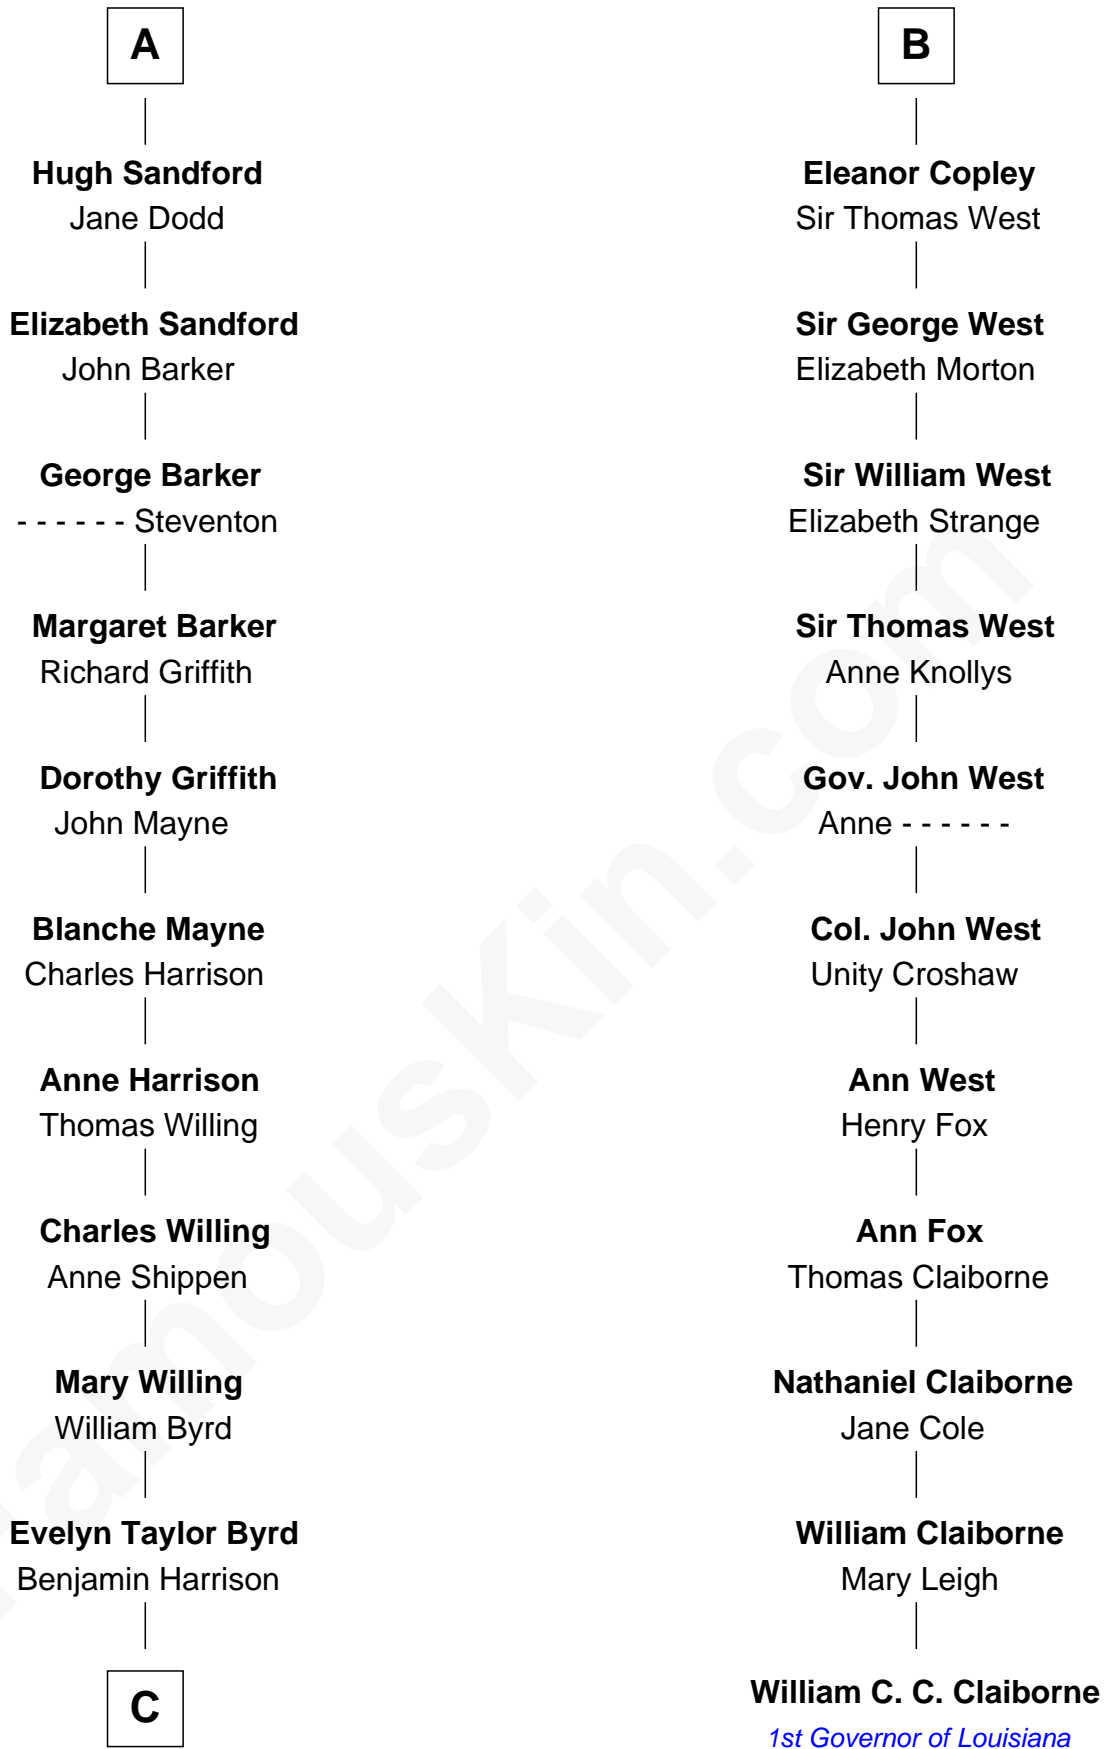 A
Hugh Sandford
Jane Dodd
Elizabeth Sandford
John Barker
George Barker
- - - - - - Steventon
Margaret Barker
Richard Griffith
Dorothy Griffith
John Mayne
Blanche Mayne
Charles Harrison
Anne Harrison
Thomas Willing
Charles Willing
Anne Shippen
Mary Willing
William Byrd
Evelyn Taylor Byrd
Benjamin Harrison
C
B
Eleanor Copley
Sir Thomas West
Sir George West
Elizabeth Morton
Sir William West
Elizabeth Strange
Sir Thomas West
Anne Knollys
Gov. John West
Anne - - - - - -
Col. John West
Unity Croshaw
Ann West
Henry Fox
Ann Fox
Thomas Claiborne
Nathaniel Claiborne
Jane Cole
William Claiborne
Mary Leigh
William C. C. Claiborne
1st Governor of Louisiana
FamousKin.com